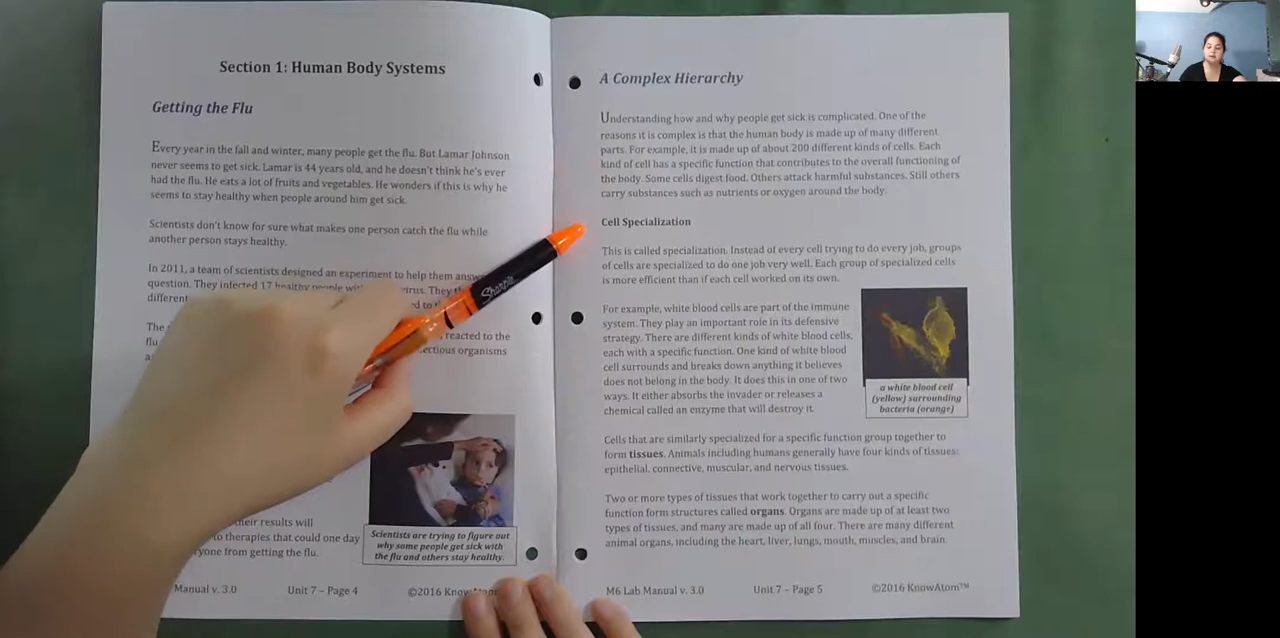 Section 1: Human Body Systems
Getting the Flu
Every year in the fall and winter, many people get the flu. But Lamar Johnson
never seems to get sick. Lamar is 44 years old, and he doesn't think he's ever
had the flu. He eats a lot of fruits and vegetables. He wonders if this is why he
seems to stay healthy when people around him get sick.
Scientists don't know for sure what makes one person catch the flu while
another person stays healthy.
In 2011, a team of scientists designed an experiment to help them
question. They infected 17 healthy people
different
The
reacted to the
flu
organisms
their results will
to therapies that could one day
from getting the flu.
Scientists are trying to figure out
why some people get sick with
the flu and others stay healthy.
Manual v. 3.0
Unit 7 – Page 4
©2016
A Complex Hierarchy
Understanding how and why people get sick is complicated. One of the
reasons it is complex is that the human body is made up of many different
parts. For example, it is made up of about 200 different kinds of cells. Each
kind of cell has a specific function that contributes to the overall functioning of
the body. Some cells digest food. Others attack harmful substances. Still others
carry substances such as nutrients or oxygen around the body.
Cell Specialization
This is called specialization. Instead of every cell trying to do every job, groups
of cells are specialized to do one job very well. Each group of specialized cells
is more efficient than if each cell worked on its own.
For example, white blood cells are part of the immune
system. They play an important role in its defensive
strategy. There are different kinds of white blood cells,
each with a specific function. One kind of white blood
cell surrounds and breaks down anything it believes
does not belong in the body. It does this in one of two
ways. It either absorbs the invader or releases a
chemical called an enzyme that will destroy it.
a white blood cell
(yellow) surrounding
bacteria (orange)
Cells that are similarly specialized for a specific function group together to
form tissues. Animals including humans generally have four kinds of tissues:
epithelial, connective, muscular, and nervous tissues.
Two or more types of tissues that work together to carry out a specific
function form structures called organs. Organs are made up of at least two
types of tissues, and many are made up of all four. There are many different
animal organs, including the heart, liver, lungs, mouth, muscles, and brain.
M6 Lab Manual v. 3.0
Unit 7 – Page 5
©2016 KnowAtom™
Sharpie